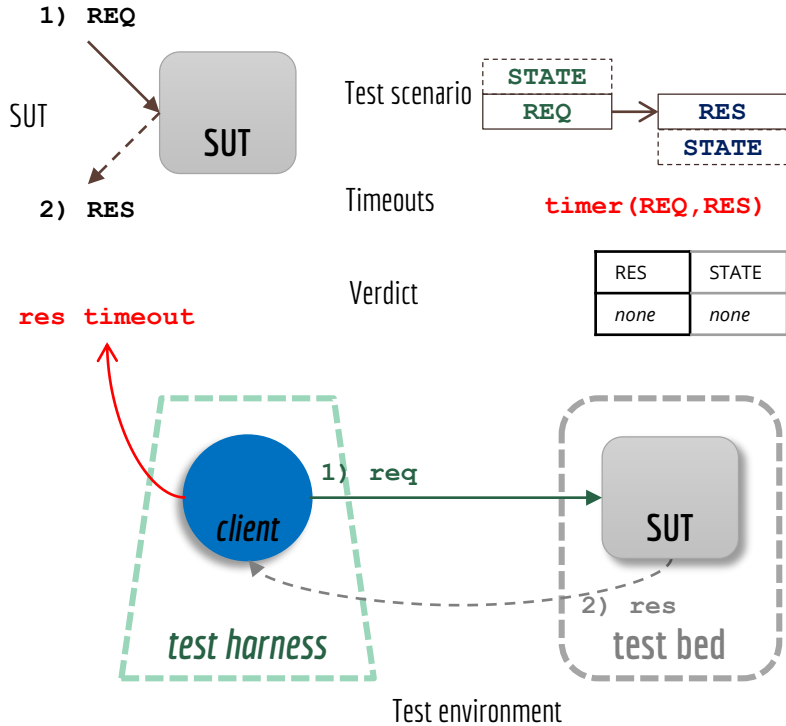 1) REQ
SUT
SUT
2) RES
Test scenario
STATE
REQ
RES
STATE
Timeouts
timer(REQ,RES)
Verdict
RES STATE
none none
res timeout
1) req
client
SUT
2) res
test harness
test bed
Test environment